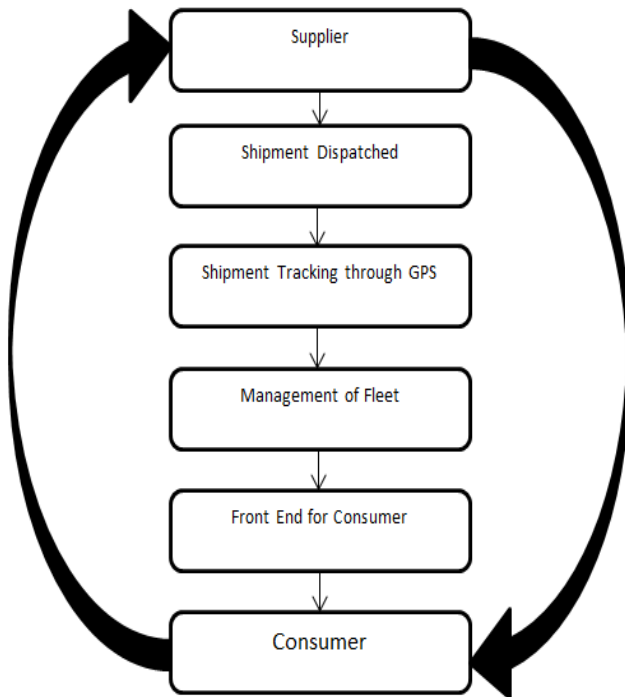 Supplier
Shipment Dispatched
Shipment Tracking through GPS
Management of Fleet
Front End for Consumer
Consumer